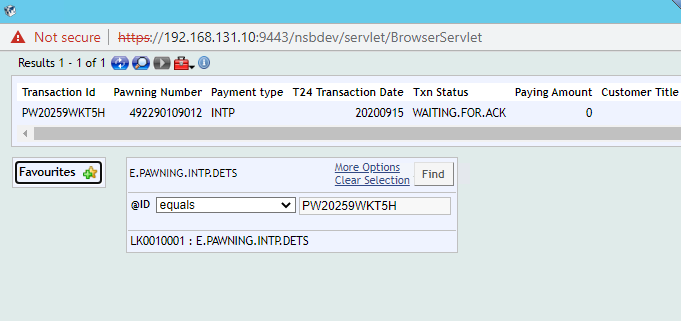 Not secure | https://192.168.131.10:9443/nsbdev/servlet/BrowserServlet
Results 1 - 1 of 1
Transaction Id Pawning Number Payment type T24 Transaction Date Txn Status Paying Amount Customer Title
PW20259WKT5H 492290109012 INTP 20200915 WAITING.FOR.ACK 0
Favourites
E.PAWNING.INTP.DETS
More Options
Clear Selection
Find
@ID equals PW20259WKT5H
LK0010001 : E.PAWNING.INTP.DETS